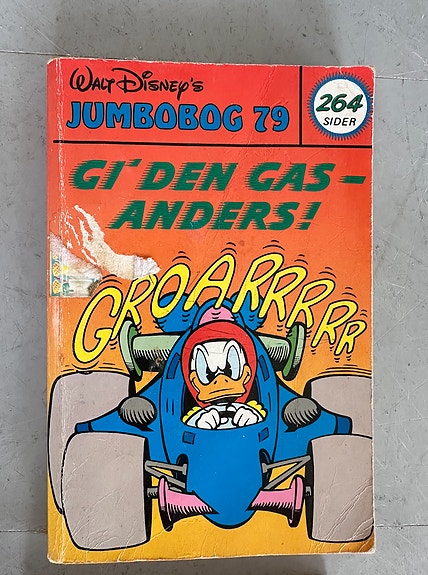 WALT DISNEY'S
JUMBOBOG 79
264
SIDER
GI' DEN GAS –
ANDERS!
GROARRRRRR